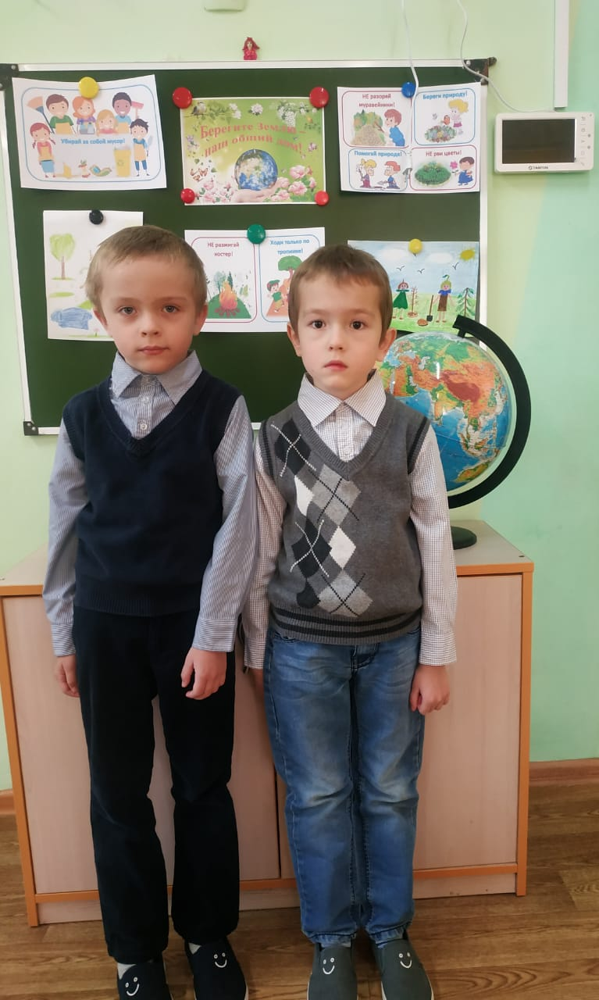 Убирай за собой мусор!
Берегите Землю
наш общий дом!
НЕ разоряй
муравейники!
Береги природу!
Помогай природе!
НЕ рви цветы!
НЕ разжигай
костер!
Ходи только по
тропинке!
TANTOS